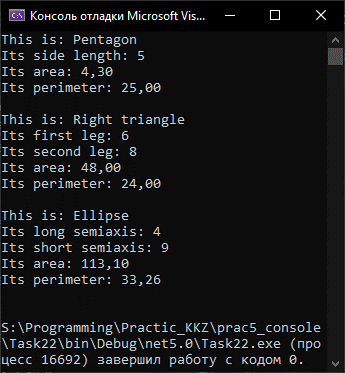 Консоль отладки Microsoft Vis...
This is: Pentagon
Its side length: 5
Its area: 4,30
Its perimeter: 25,00
This is: Right triangle
Its first leg: 6
Its second leg: 8
Its area: 48,00
Its perimeter: 24,00
This is: Ellipse
Its long semiaxis: 4
Its short semiaxis: 9
Its area: 113,10
Its perimeter: 33,26
S:\Programming\Practic_KKZ\prac5_console
\Task22\bin\Debug\net5.0\Task22.exe (про
цесс 16692) завершил работу с кодом 0.